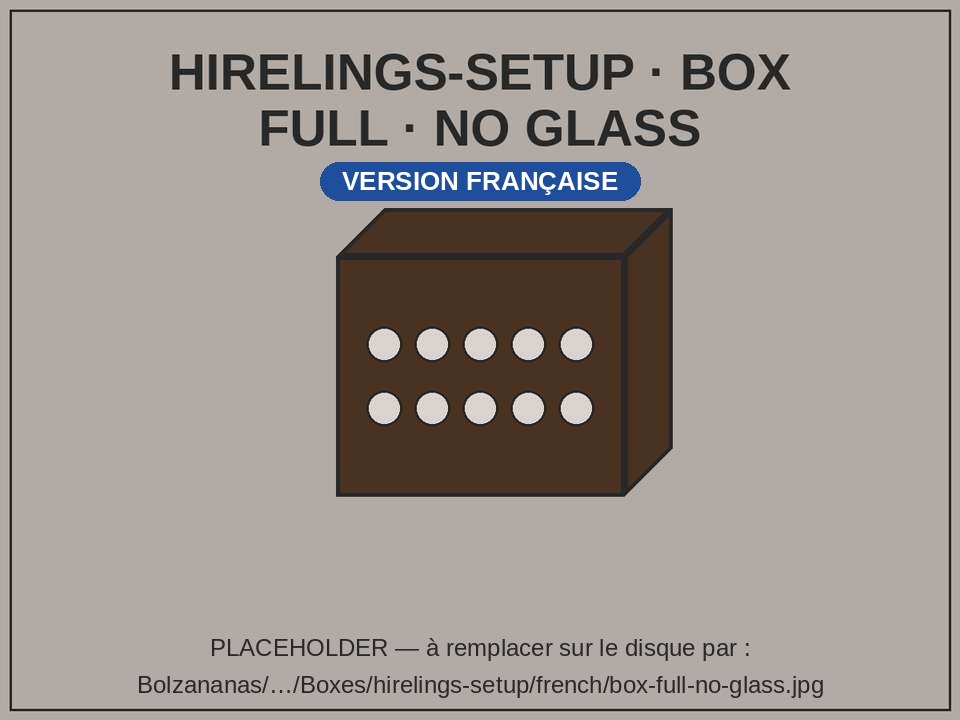 HIRELINGS-SETUP · BOX
FULL · NO GLASS
VERSION FRANÇAISE
PLACEHOLDER — à remplacer sur le disque par :
Bolzananas/…/Boxes/hirelings-setup/french/box-full-no-glass.jpg